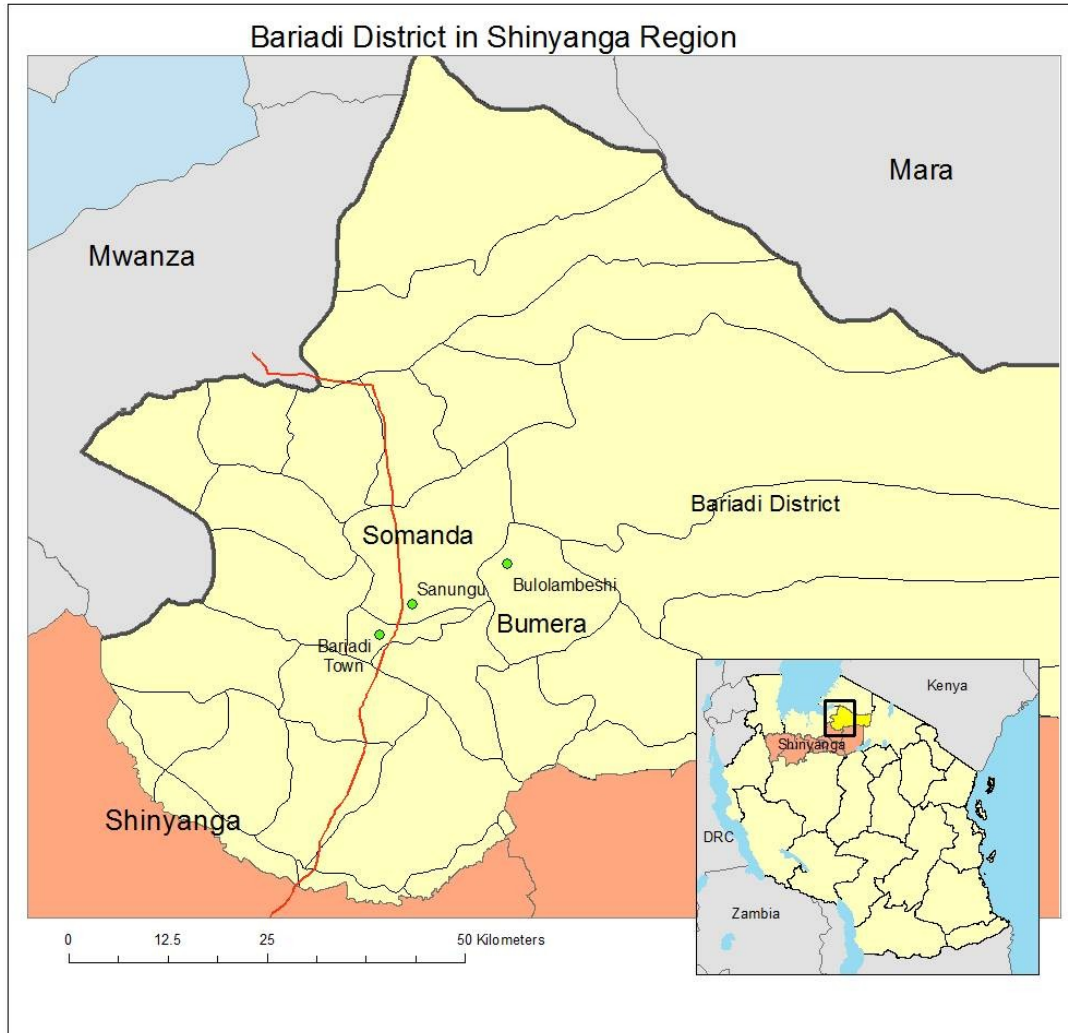 Bariadi District in Shinyanga Region
Mara
Mwanza
Bariadi District
Somanda
Bulolambeshi
Sanungu
Bumera
Bariadi
Town
Shinyanga
Kenya
Shinyanga
DRC
Zambia
0 12.5 25 50 Kilometers